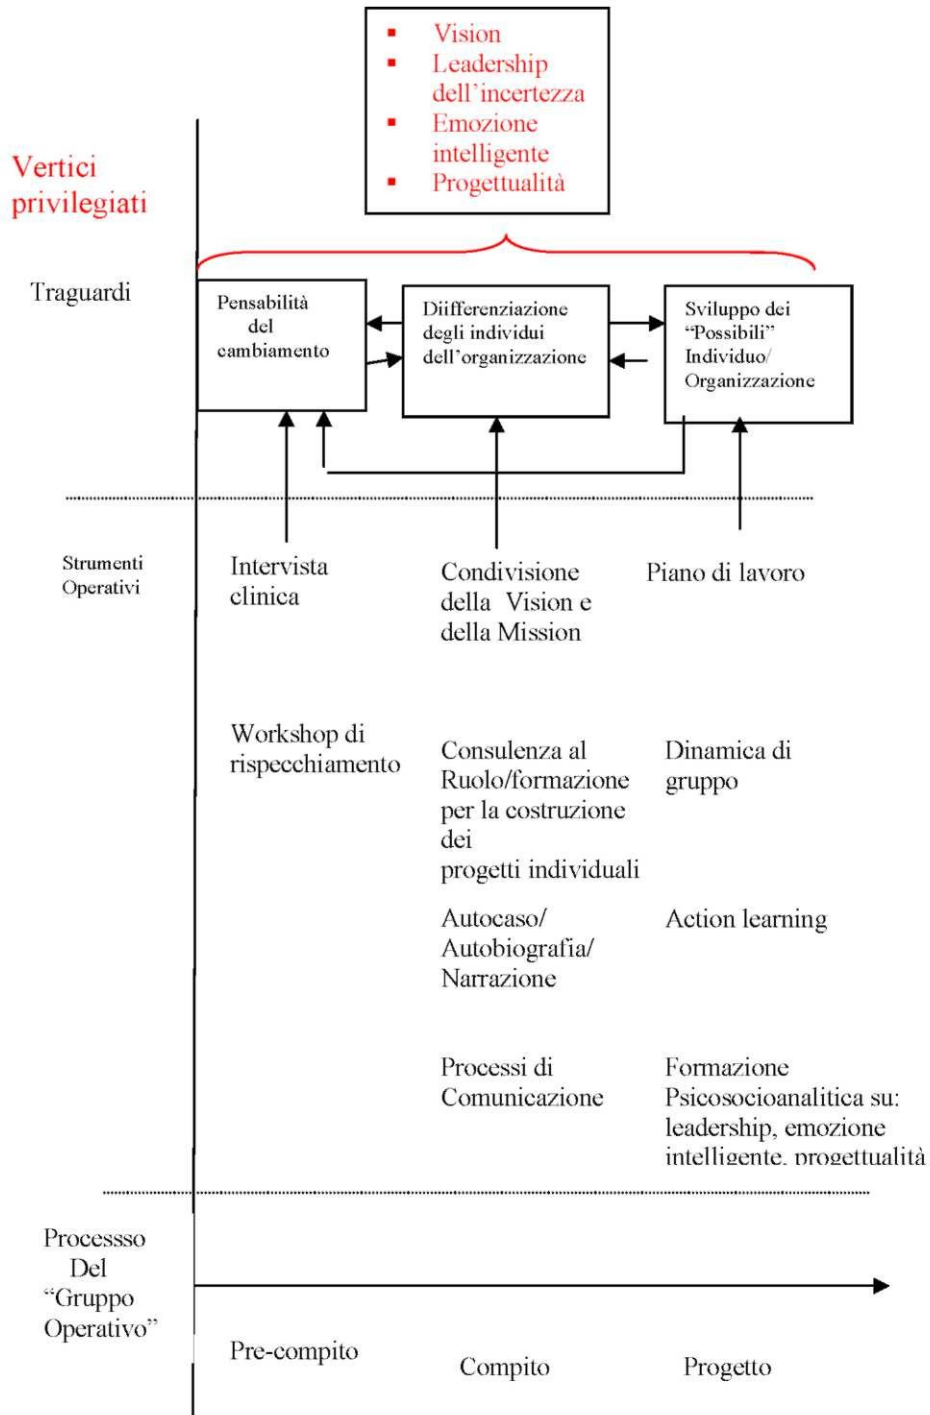 ▪ Vision
▪ Leadership
dell'incertezza
▪ Emozione
intelligente
▪ Progettualità
Vertici
privilegiati
Traguardi
Pensabilità
del
cambiamento
Diifferenziazione
degli individui
dell'organizzazione
Sviluppo dei
“Possibili”
Individuo/
Organizzazione
Strumenti
Operativi
Intervista
clinica
Condivisione
della Vision e
della Mission
Piano di lavoro
Workshop di
rispecchiamento
Consulenza al
Ruolo/formazione
per la costruzione
dei
progetti individuali
Dinamica di
gruppo
Autocaso/
Autobiografia/
Narrazione
Action learning
Processi di
Comunicazione
Formazione
Psicosocioanalitica su:
leadership, emozione
intelligente, progettualità
Processso
Del
“Gruppo
Operativo”
Pre-compito
Compito
Progetto